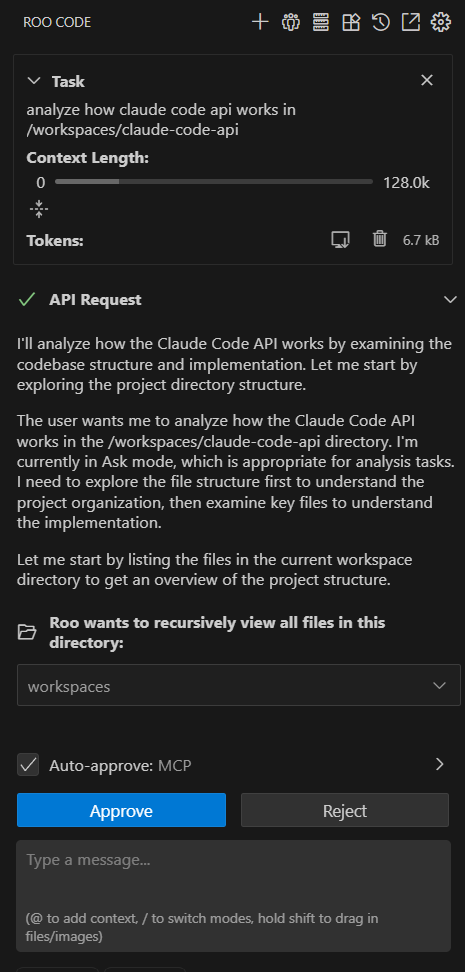 ROO CODE
Task
analyze how claude code api works in
/workspaces/claude-code-api
Context Length:
0 128.0k
Tokens: 6.7 kB
API Request
I'll analyze how the Claude Code API works by examining the
codebase structure and implementation. Let me start by
exploring the project directory structure.
The user wants me to analyze how the Claude Code API
works in the /workspaces/claude-code-api directory. I'm
currently in Ask mode, which is appropriate for analysis tasks.
I need to explore the file structure first to understand the
project organization, then examine key files to understand
the implementation.
Let me start by listing the files in the current workspace
directory to get an overview of the project structure.
Roo wants to recursively view all files in this
directory:
workspaces
Auto-approve: MCP
Approve Reject
Type a message...
(@ to add context, / to switch modes, hold shift to drag in
files/images)